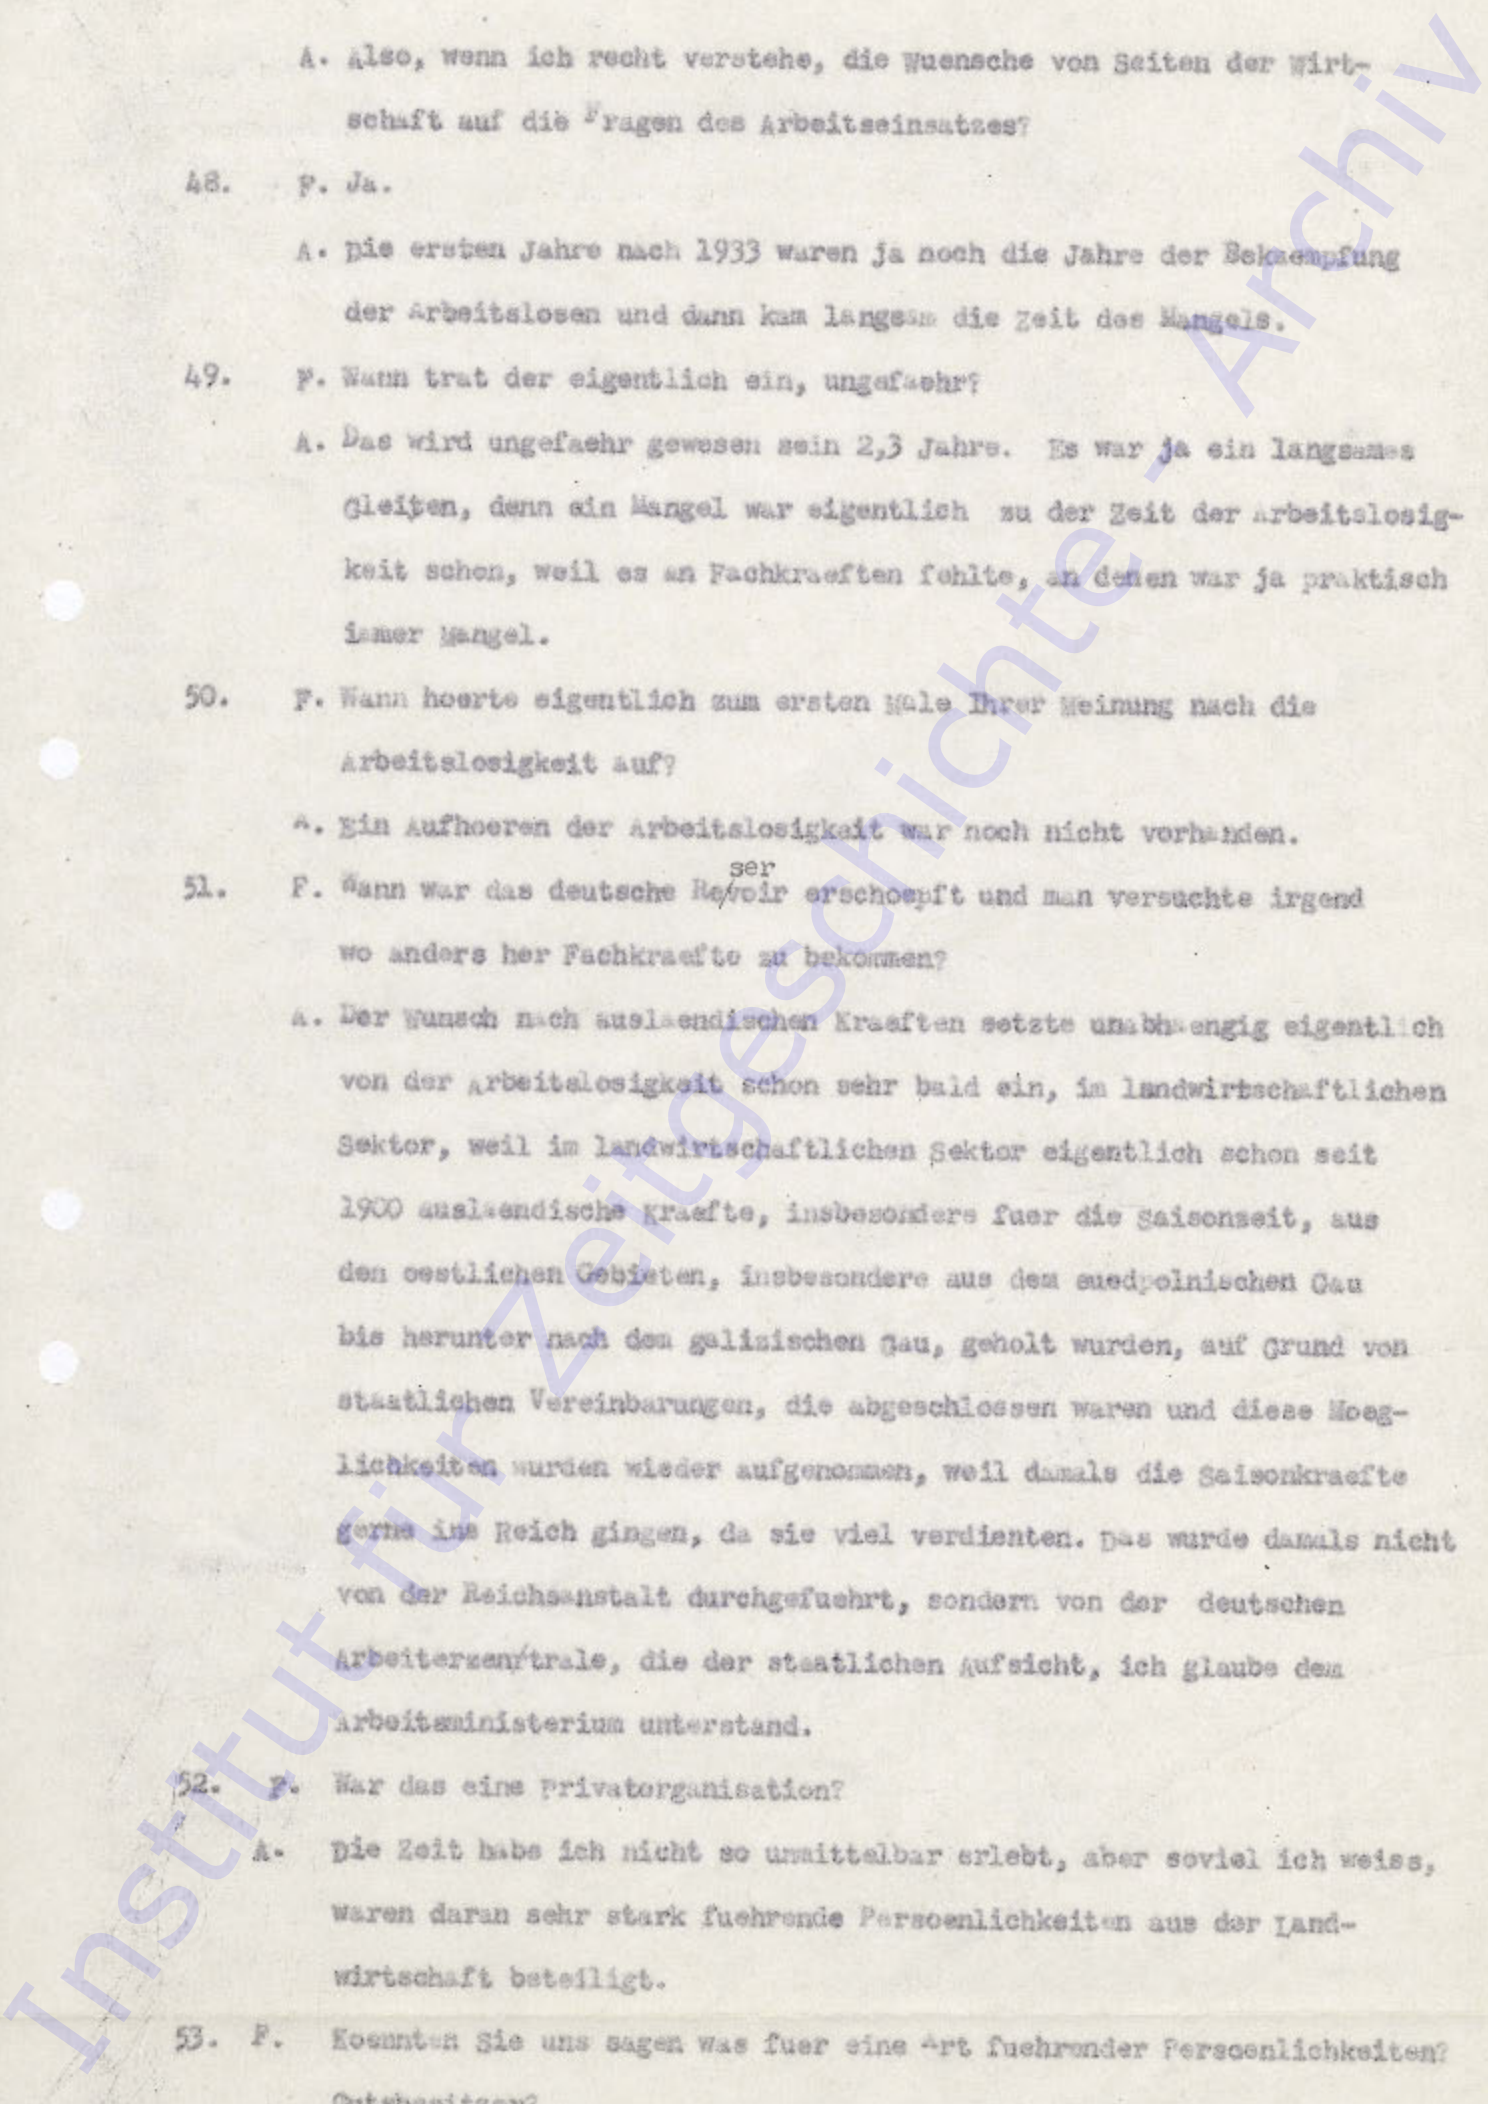 A. Also, wenn ich recht verstehe, die Wuensche von Seiten der Wirt-
schaft auf die Fragen des Arbeitseinsatzes?
48. F. Ja.
A. Die ersten Jahre nach 1933 waren ja noch die Jahre der Bekaempfung
der Arbeitslosen und dann kam langsam die Zeit des Mangels.
49. F. Wann trat der eigentlich ein, ungefaehr?
A. Das wird ungefaehr gewesen sein 2,3 Jahre. Es war ja ein langsames
Gleiten, denn ein Mangel war eigentlich zu der Zeit der Arbeitslosig-
keit schon, weil es an Fachkraeften fehlte, an denen war ja praktisch
immer Mangel.
50. F. Wann hoerte eigentlich zum ersten Male Ihrer Meinung nach die
Arbeitslosigkeit auf?
A. Ein Aufhoeren der Arbeitslosigkeit war noch nicht vorhanden.
ser
51. F. Wann war das deutsche Revoir erschoepft und man versuchte irgend
wo anders her Fachkraefte zu bekommen?
A. Der Wunsch nach auslaendischen Kraeften setzte unabhaengig eigentlich
von der Arbeitslosigkeit schon sehr bald ein, im landwirtschaftlichen
Sektor, weil im landwirtschaftlichen Sektor eigentlich schon seit
1900 auslaendische Kraefte, insbesonders fuer die Saisonzeit, aus
den oestlichen Gebieten, insbesondere aus dem suedpolnischen Gau
bis herunter nach dem galizischen Gau, geholt wurden, auf Grund von
staatlichen Vereinbarungen, die abgeschlossen waren und diese Moeg-
lichkeiten wurden wieder aufgenommen, weil damals die Saisonkraefte
gerne ins Reich gingen, da sie viel verdienten. Das wurde damals nicht
von der Reichsanstalt durchgefuehrt, sondern von der deutschen
Arbeiterzentrale, die der staatlichen Aufsicht, ich glaube dem
Arbeitsministerium unterstand.
52. F. War das eine Privatorganisation?
A. Die Zeit habe ich nicht so unmittelbar erlebt, aber soviel ich weiss,
waren daran sehr stark fuehrende Persoenlichkeiten aus der Land-
wirtschaft beteiligt.
53. F. Koennten Sie uns sagen was fuer eine Art fuehrender Persoenlichkeiten?
Gutsbesitzer?
Institut für Zeitgeschichte - Archiv